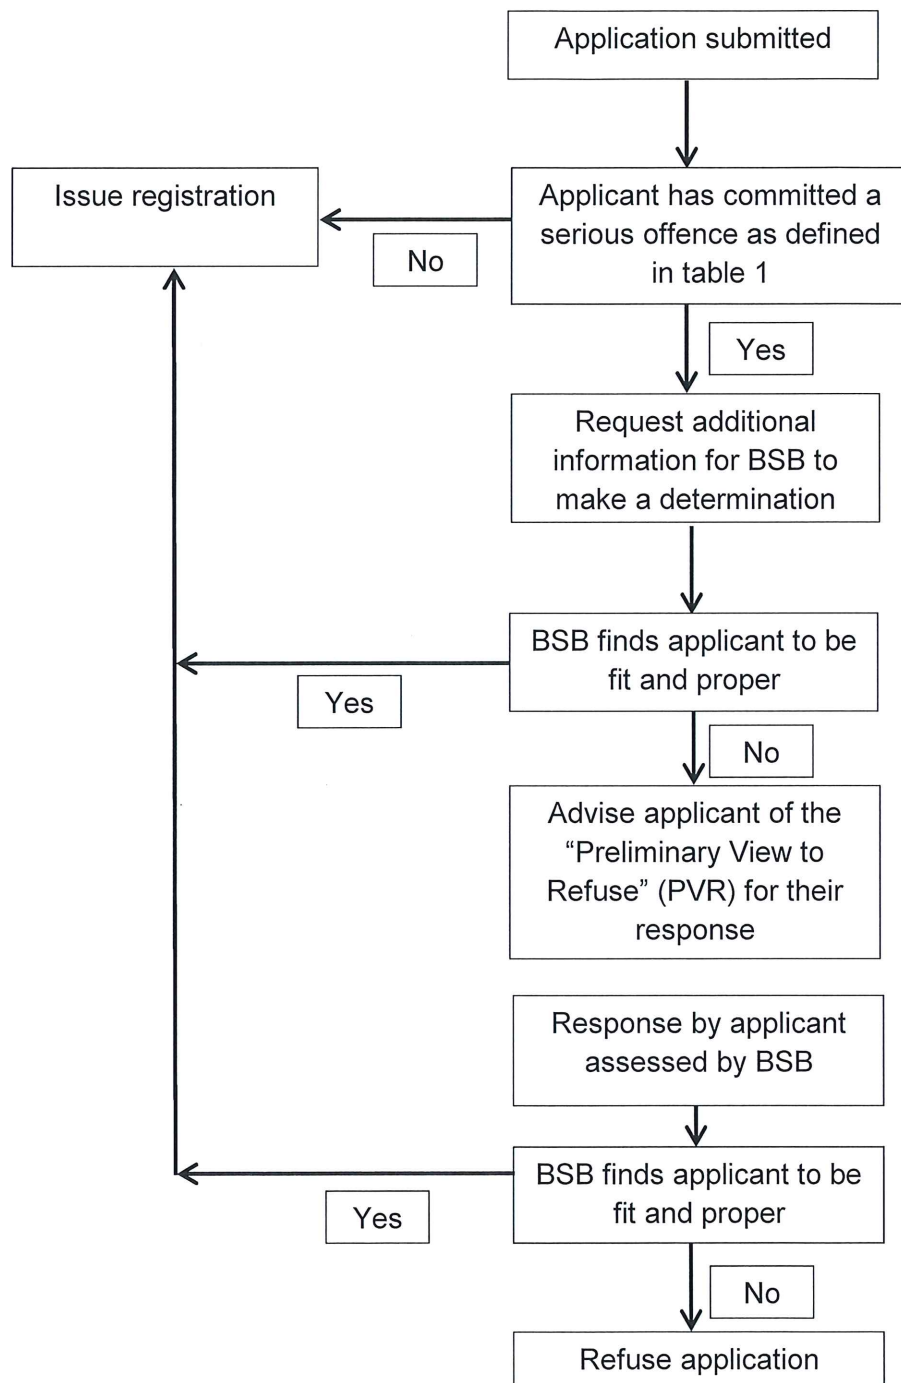 Application submitted
Issue registration
Applicant has committed a
serious offence as defined
in table 1
No
Yes
Request additional
information for BSB to
make a determination
BSB finds applicant to be
fit and proper
Yes
No
Advise applicant of the
“Preliminary View to
Refuse” (PVR) for their
response
Response by applicant
assessed by BSB
BSB finds applicant to be
fit and proper
Yes
No
Refuse application